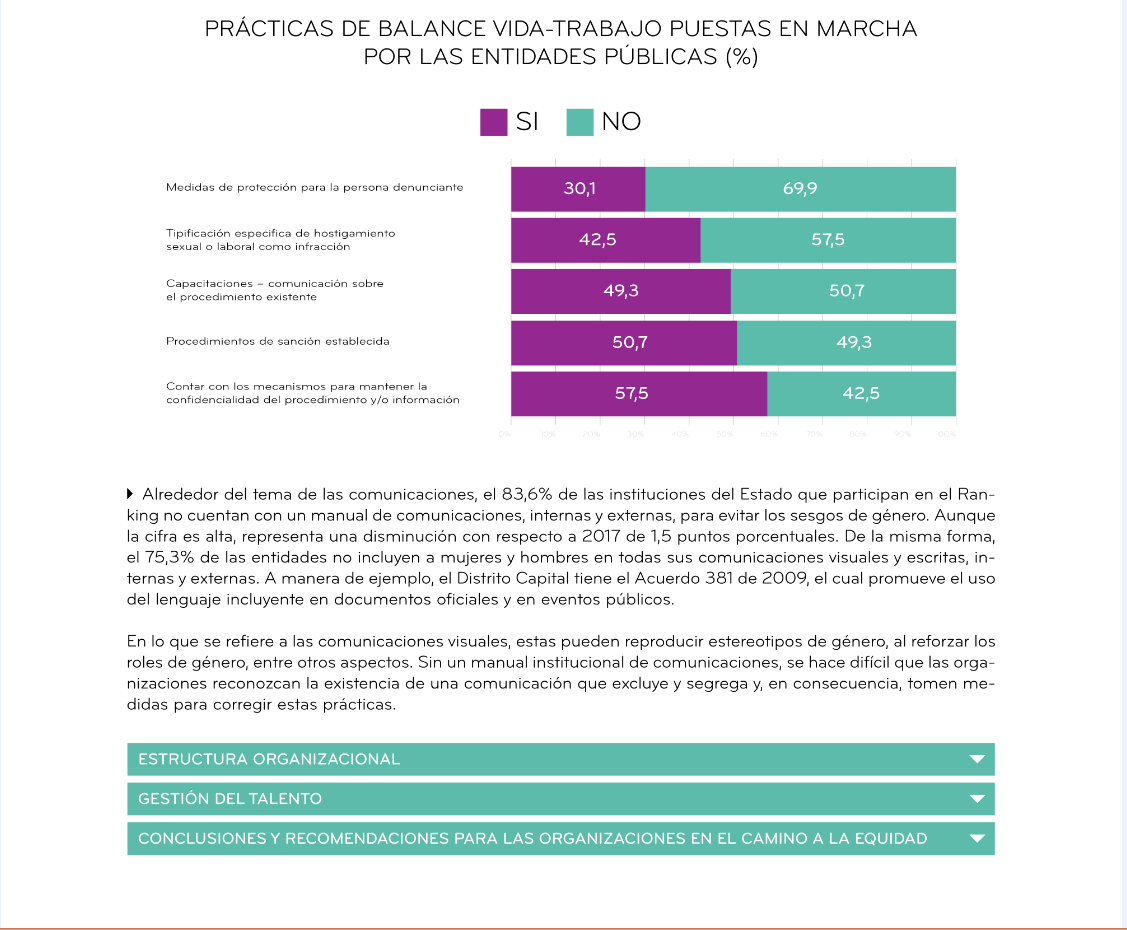 PRÁCTICAS DE BALANCE VIDA-TRABAJO PUESTAS EN MARCHA
POR LAS ENTIDADES PÚBLICAS (%)
SI NO
Medidas de protección para la persona denunciante 30,1 69,9
Tipificación especifica de hostigamiento
sexual o laboral como infracción
42,5 57,5
Capacitaciones – comunicación sobre
el procedimiento existente
49,3 50,7
Procedimientos de sanción establecida 50,7 49,3
Contar con los mecanismos para mantener la
confidencialidad del procedimiento y/o información
57,5 42,5
0% 10% 20% 30% 40% 50% 60% 70% 80% 90% 100%
Alrededor del tema de las comunicaciones, el 83,6% de las instituciones del Estado que participan en el Ran-
king no cuentan con un manual de comunicaciones, internas y externas, para evitar los sesgos de género. Aunque
la cifra es alta, representa una disminución con respecto a 2017 de 1,5 puntos porcentuales. De la misma forma,
el 75,3% de las entidades no incluyen a mujeres y hombres en todas sus comunicaciones visuales y escritas, in-
ternas y externas. A manera de ejemplo, el Distrito Capital tiene el Acuerdo 381 de 2009, el cual promueve el uso
del lenguaje incluyente en documentos oficiales y en eventos públicos.
En lo que se refiere a las comunicaciones visuales, estas pueden reproducir estereotipos de género, al reforzar los
roles de género, entre otros aspectos. Sin un manual institucional de comunicaciones, se hace difícil que las orga-
nizaciones reconozcan la existencia de una comunicación que excluye y segrega y, en consecuencia, tomen me-
didas para corregir estas prácticas.
ESTRUCTURA ORGANIZACIONAL
GESTIÓN DEL TALENTO
CONCLUSIONES Y RECOMENDACIONES PARA LAS ORGANIZACIONES EN EL CAMINO A LA EQUIDAD